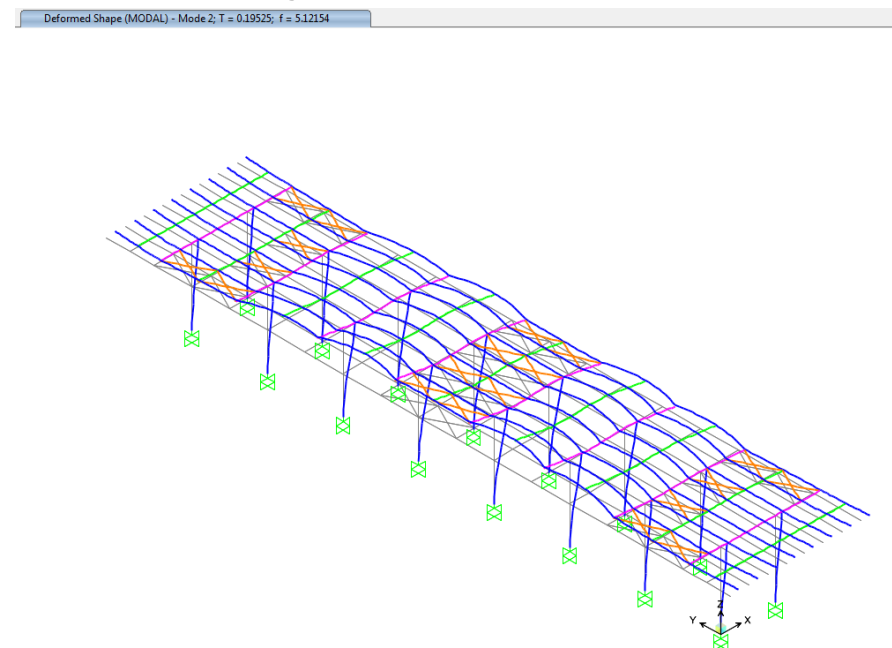 Deformed Shape (MODAL) - Mode 2; T = 0.19525; f = 5.12154
Z
Y
X